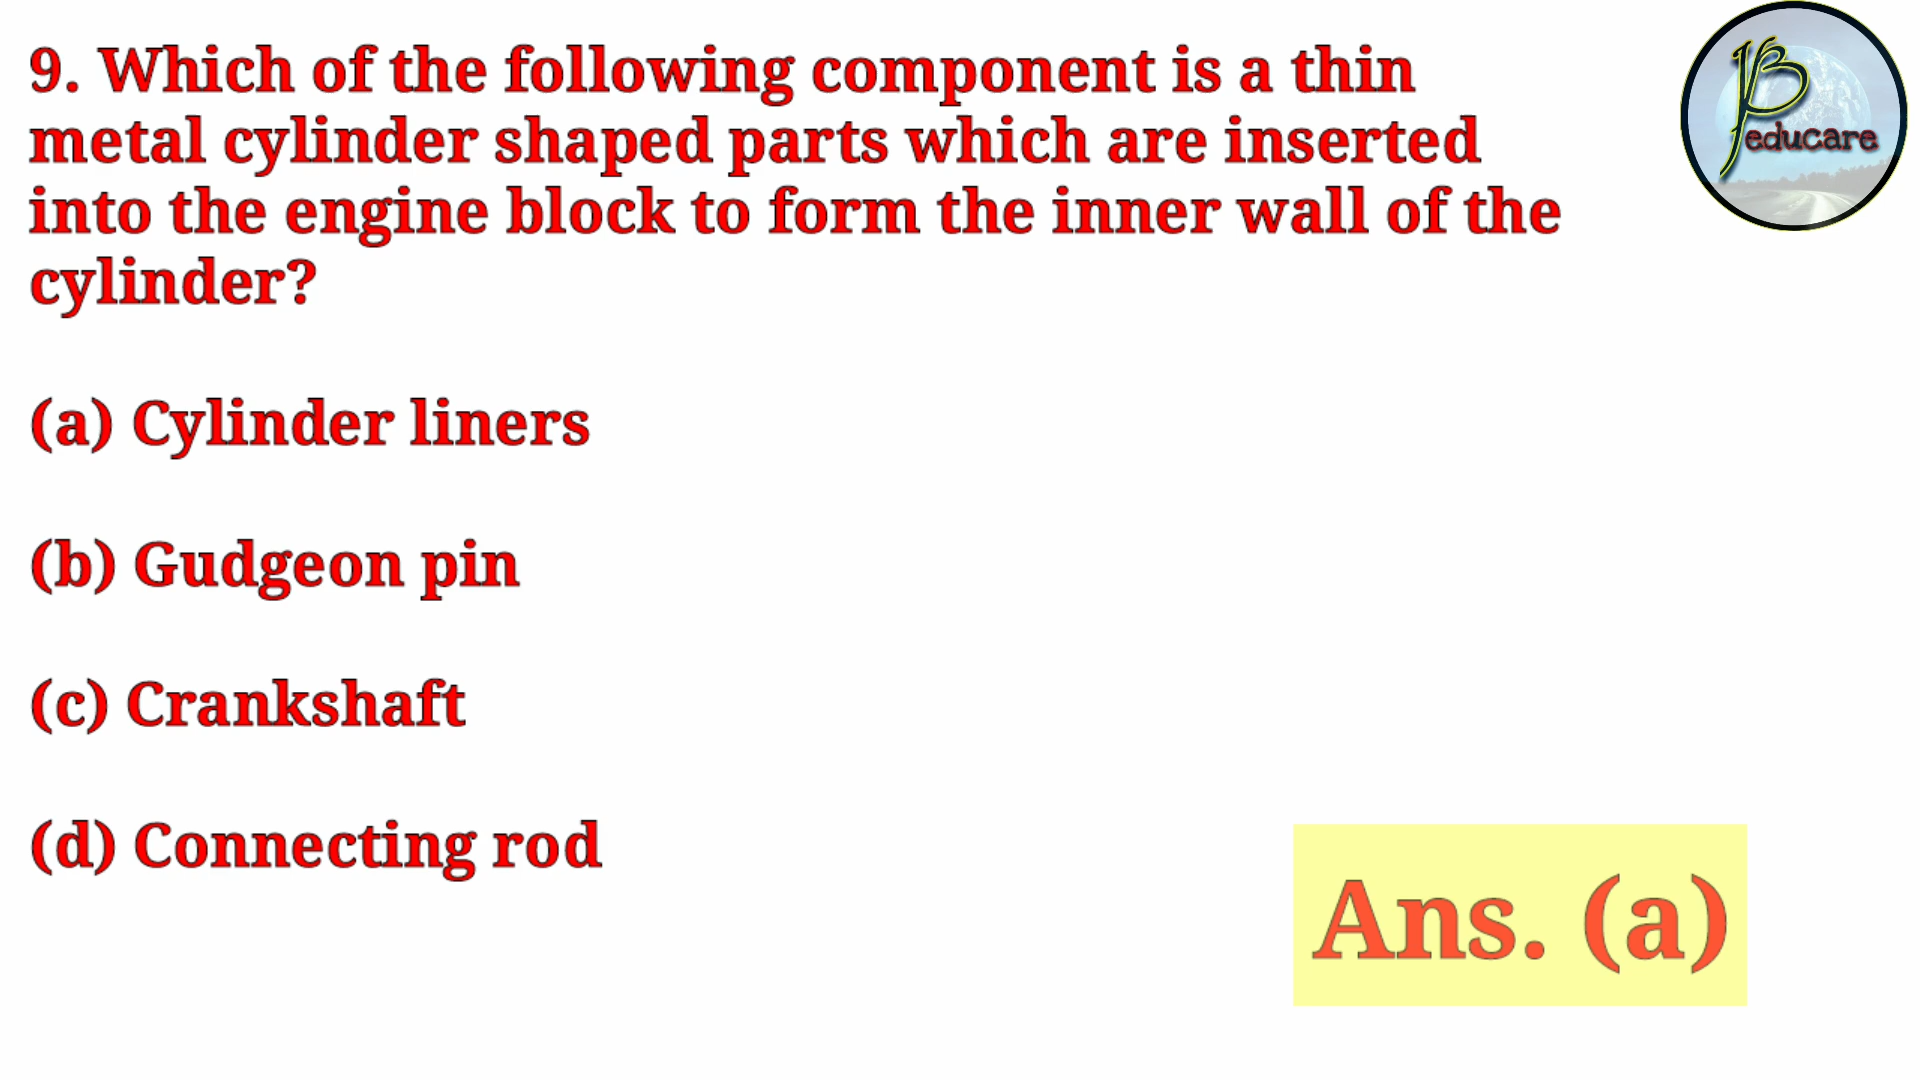 9. Which of the following component is a thin
metal cylinder shaped parts which are inserted
into the engine block to form the inner wall of the
cylinder?
(a) Cylinder liners
(b) Gudgeon pin
(c) Crankshaft
(d) Connecting rod
Ans. (a)
educare